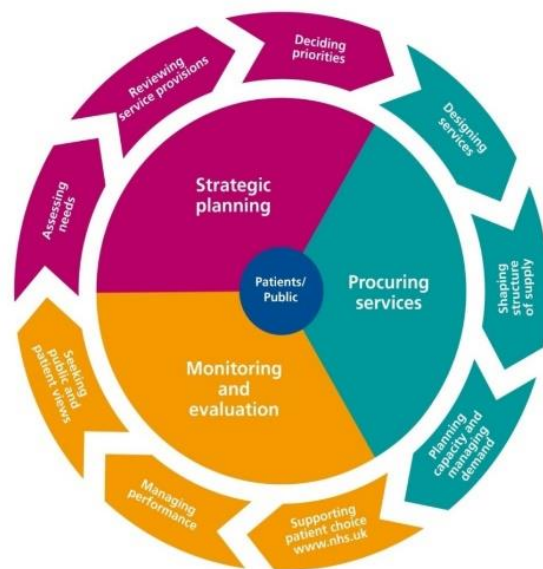 Strategic
planning
Procuring
services
Monitoring
and
evaluation
Patients/
Public
Assessing
needs
Reviewing
service provisions
Deciding
priorities
Designing
services
Shaping
structure
of supply
Planning
capacity and
managing
demand
Supporting
patient choice
www.nhs.uk
Managing
performance
Seeking
public and
patient views